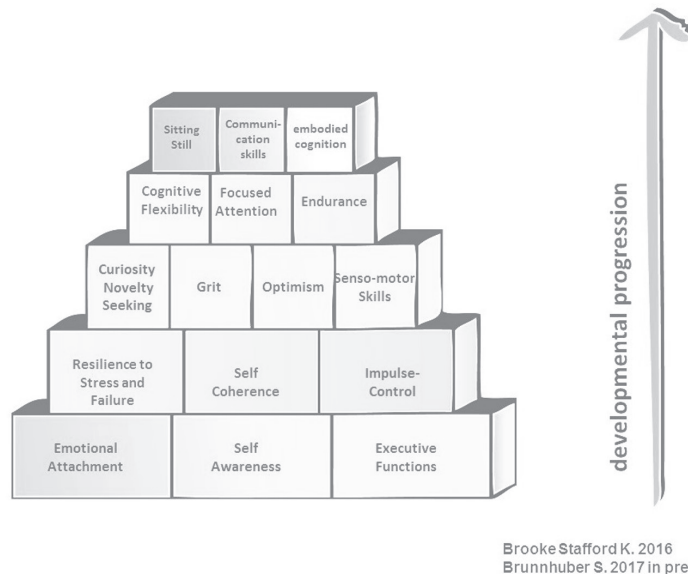 Sitting
Still
Communi-
cation
skills
embodied
cognition
Cognitive
Flexibility
Focused
Attention
Endurance
Curiosity
Novelty
Seeking
Grit
Optimism
Senso-motor
Skills
Resilience to
Stress and
Failure
Self
Coherence
Impulse-
Control
Emotional
Attachment
Self
Awareness
Executive
Functions
developmental progression
Brooke Stafford K. 2016
Brunnhuber S. 2017 in pre